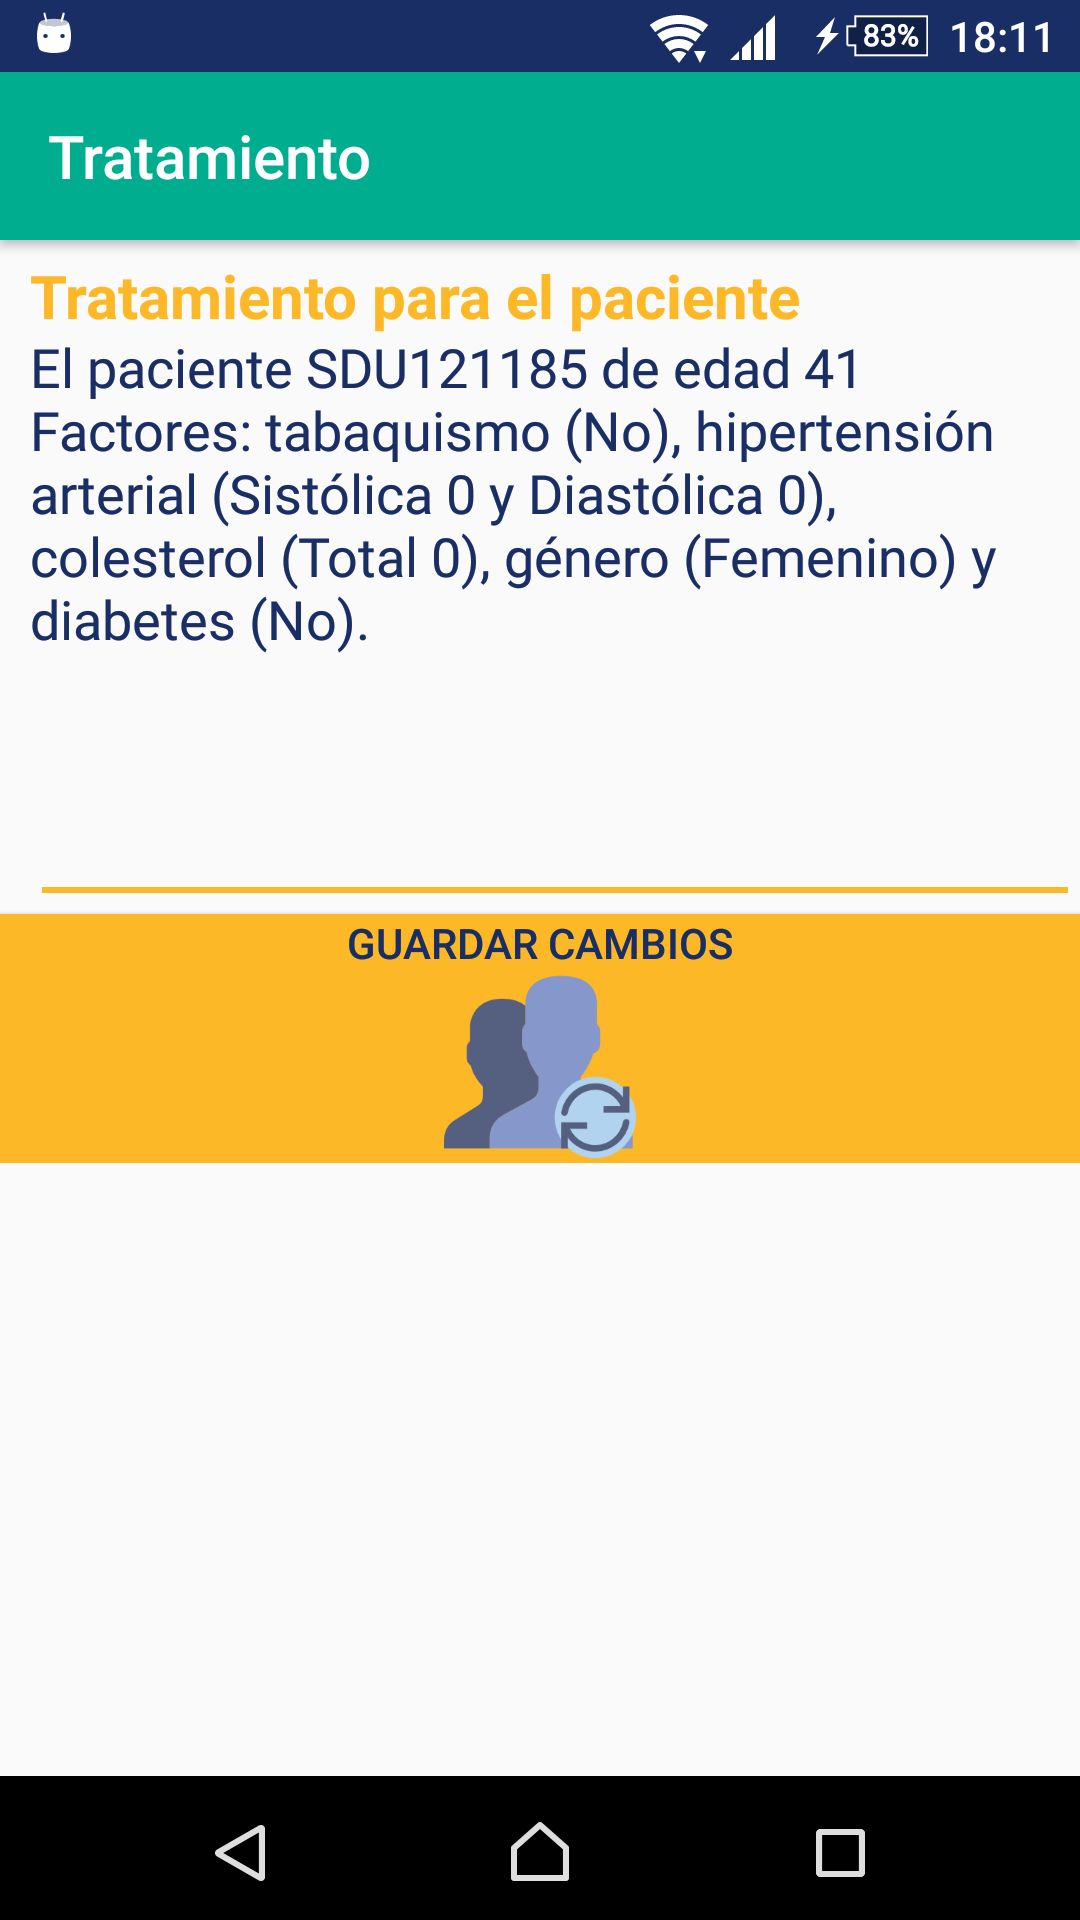 83% 18:11
Tratamiento
Tratamiento para el paciente
El paciente SDU121185 de edad 41
Factores: tabaquismo (No), hipertensión
arterial (Sistólica 0 y Diastólica 0),
colesterol (Total 0), género (Femenino) y
diabetes (No).
GUARDAR CAMBIOS